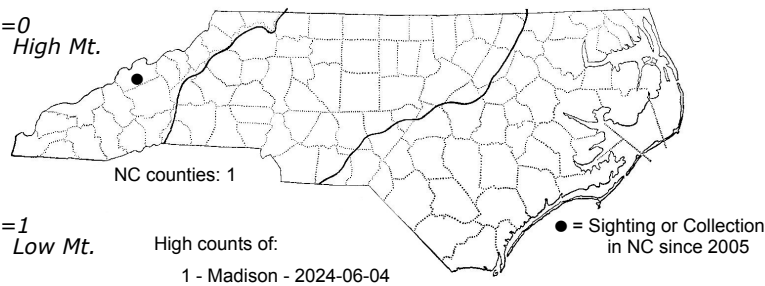 =0
High Mt.
NC counties: 1
=1
Low Mt.
High counts of:
1 - Madison - 2024-06-04
● = Sighting or Collection
in NC since 2005